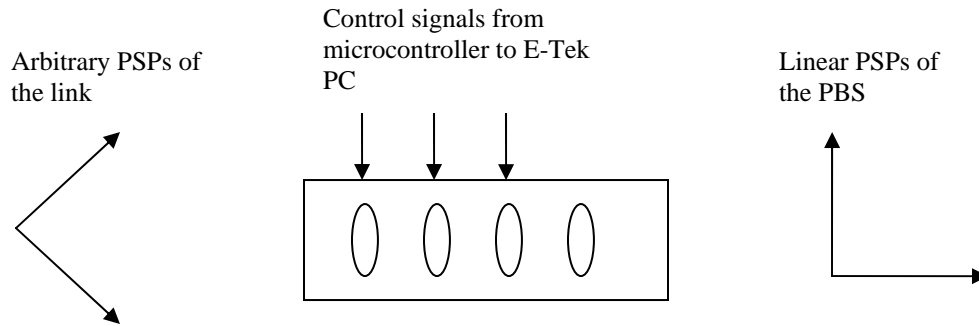 Arbitrary PSPs of
the link
Control signals from
microcontroller to E-Tek
PC
Linear PSPs of
the PBS